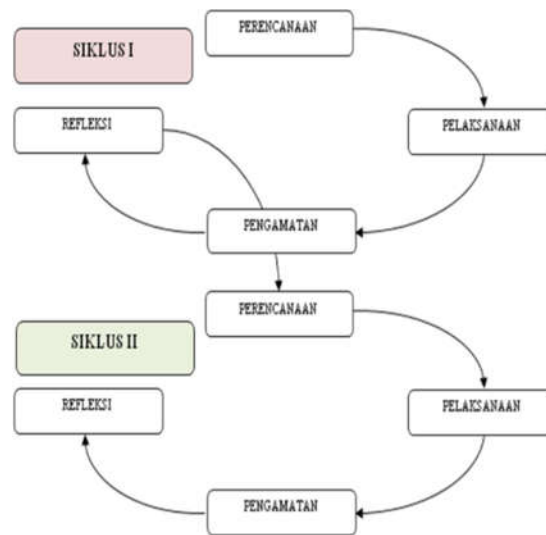 PERENCANAAN
SIKLUS I
REFLEKSI
PELAKSANAAN
PENGAMATAN
PERENCANAAN
SIKLUS II
REFLEKSI
PELAKSANAAN
PENGAMATAN